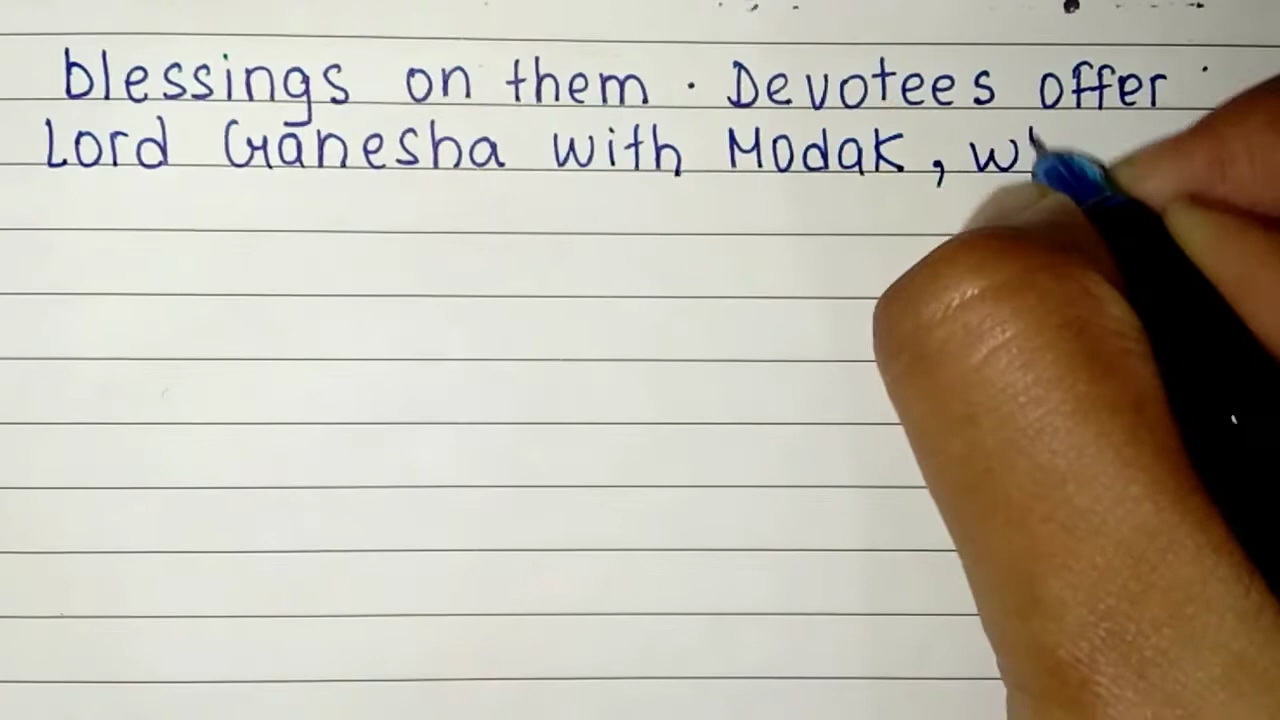 blessings on them. Devotees offer
Lord Ganesha with Modak,